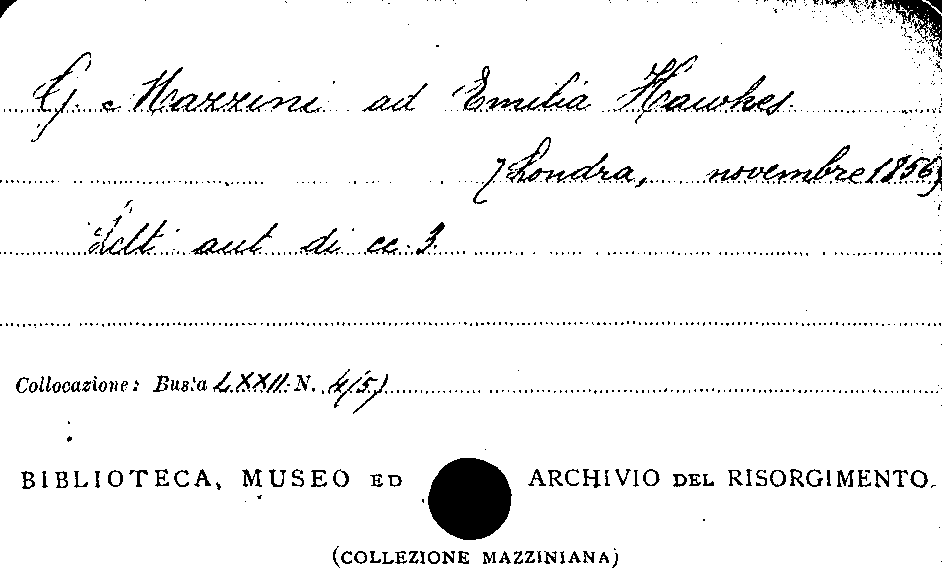 G. Mazzini ad Emilia Hawkes.
(Londra, novembre 1856)
Lett. aut. di cc. 3.
Collocazione: Busta LXXII N. 4(5)
BIBLIOTECA, MUSEO ED ARCHIVIO DEL RISORGIMENTO.
(COLLEZIONE MAZZINIANA)